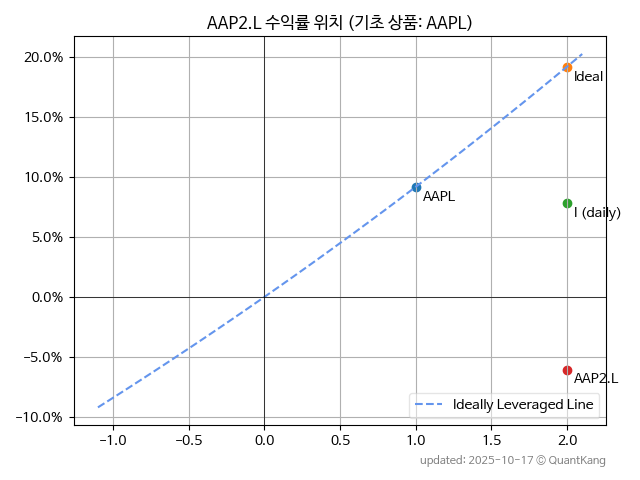 AAP2.L 수익률 위치 (기초 상품: AAPL)
20.0%
15.0%
10.0%
5.0%
0.0%
−5.0%
−10.0%
Ideal
AAPL
I (daily)
AAP2.L
Ideally Leveraged Line
−1.0 −0.5 0.0 0.5 1.0 1.5 2.0
updated: 2025-10-17 © QuantKang